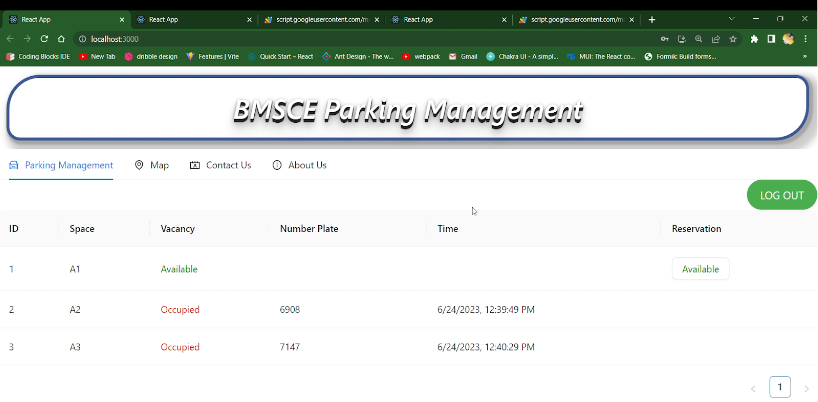 React App
React App
script.googleusercontent.com/m
React App
script.googleusercontent.com/m
localhost:3000
Coding Blocks IDE
New Tab
dribble design
Features | Vite
Quick Start – React
Ant Design - The w...
webpack
Gmail
Chakra UI - A simpl...
MUI: The React co...
Formik: Build forms...
»
BMSCE Parking Management
Parking Management Map Contact Us About Us
LOG OUT
ID Space Vacancy Number Plate Time Reservation
1 A1 Available Available
2 A2 Occupied 6908 6/24/2023, 12:39:49 PM
3 A3 Occupied 7147 6/24/2023, 12:40:29 PM
< 1 >